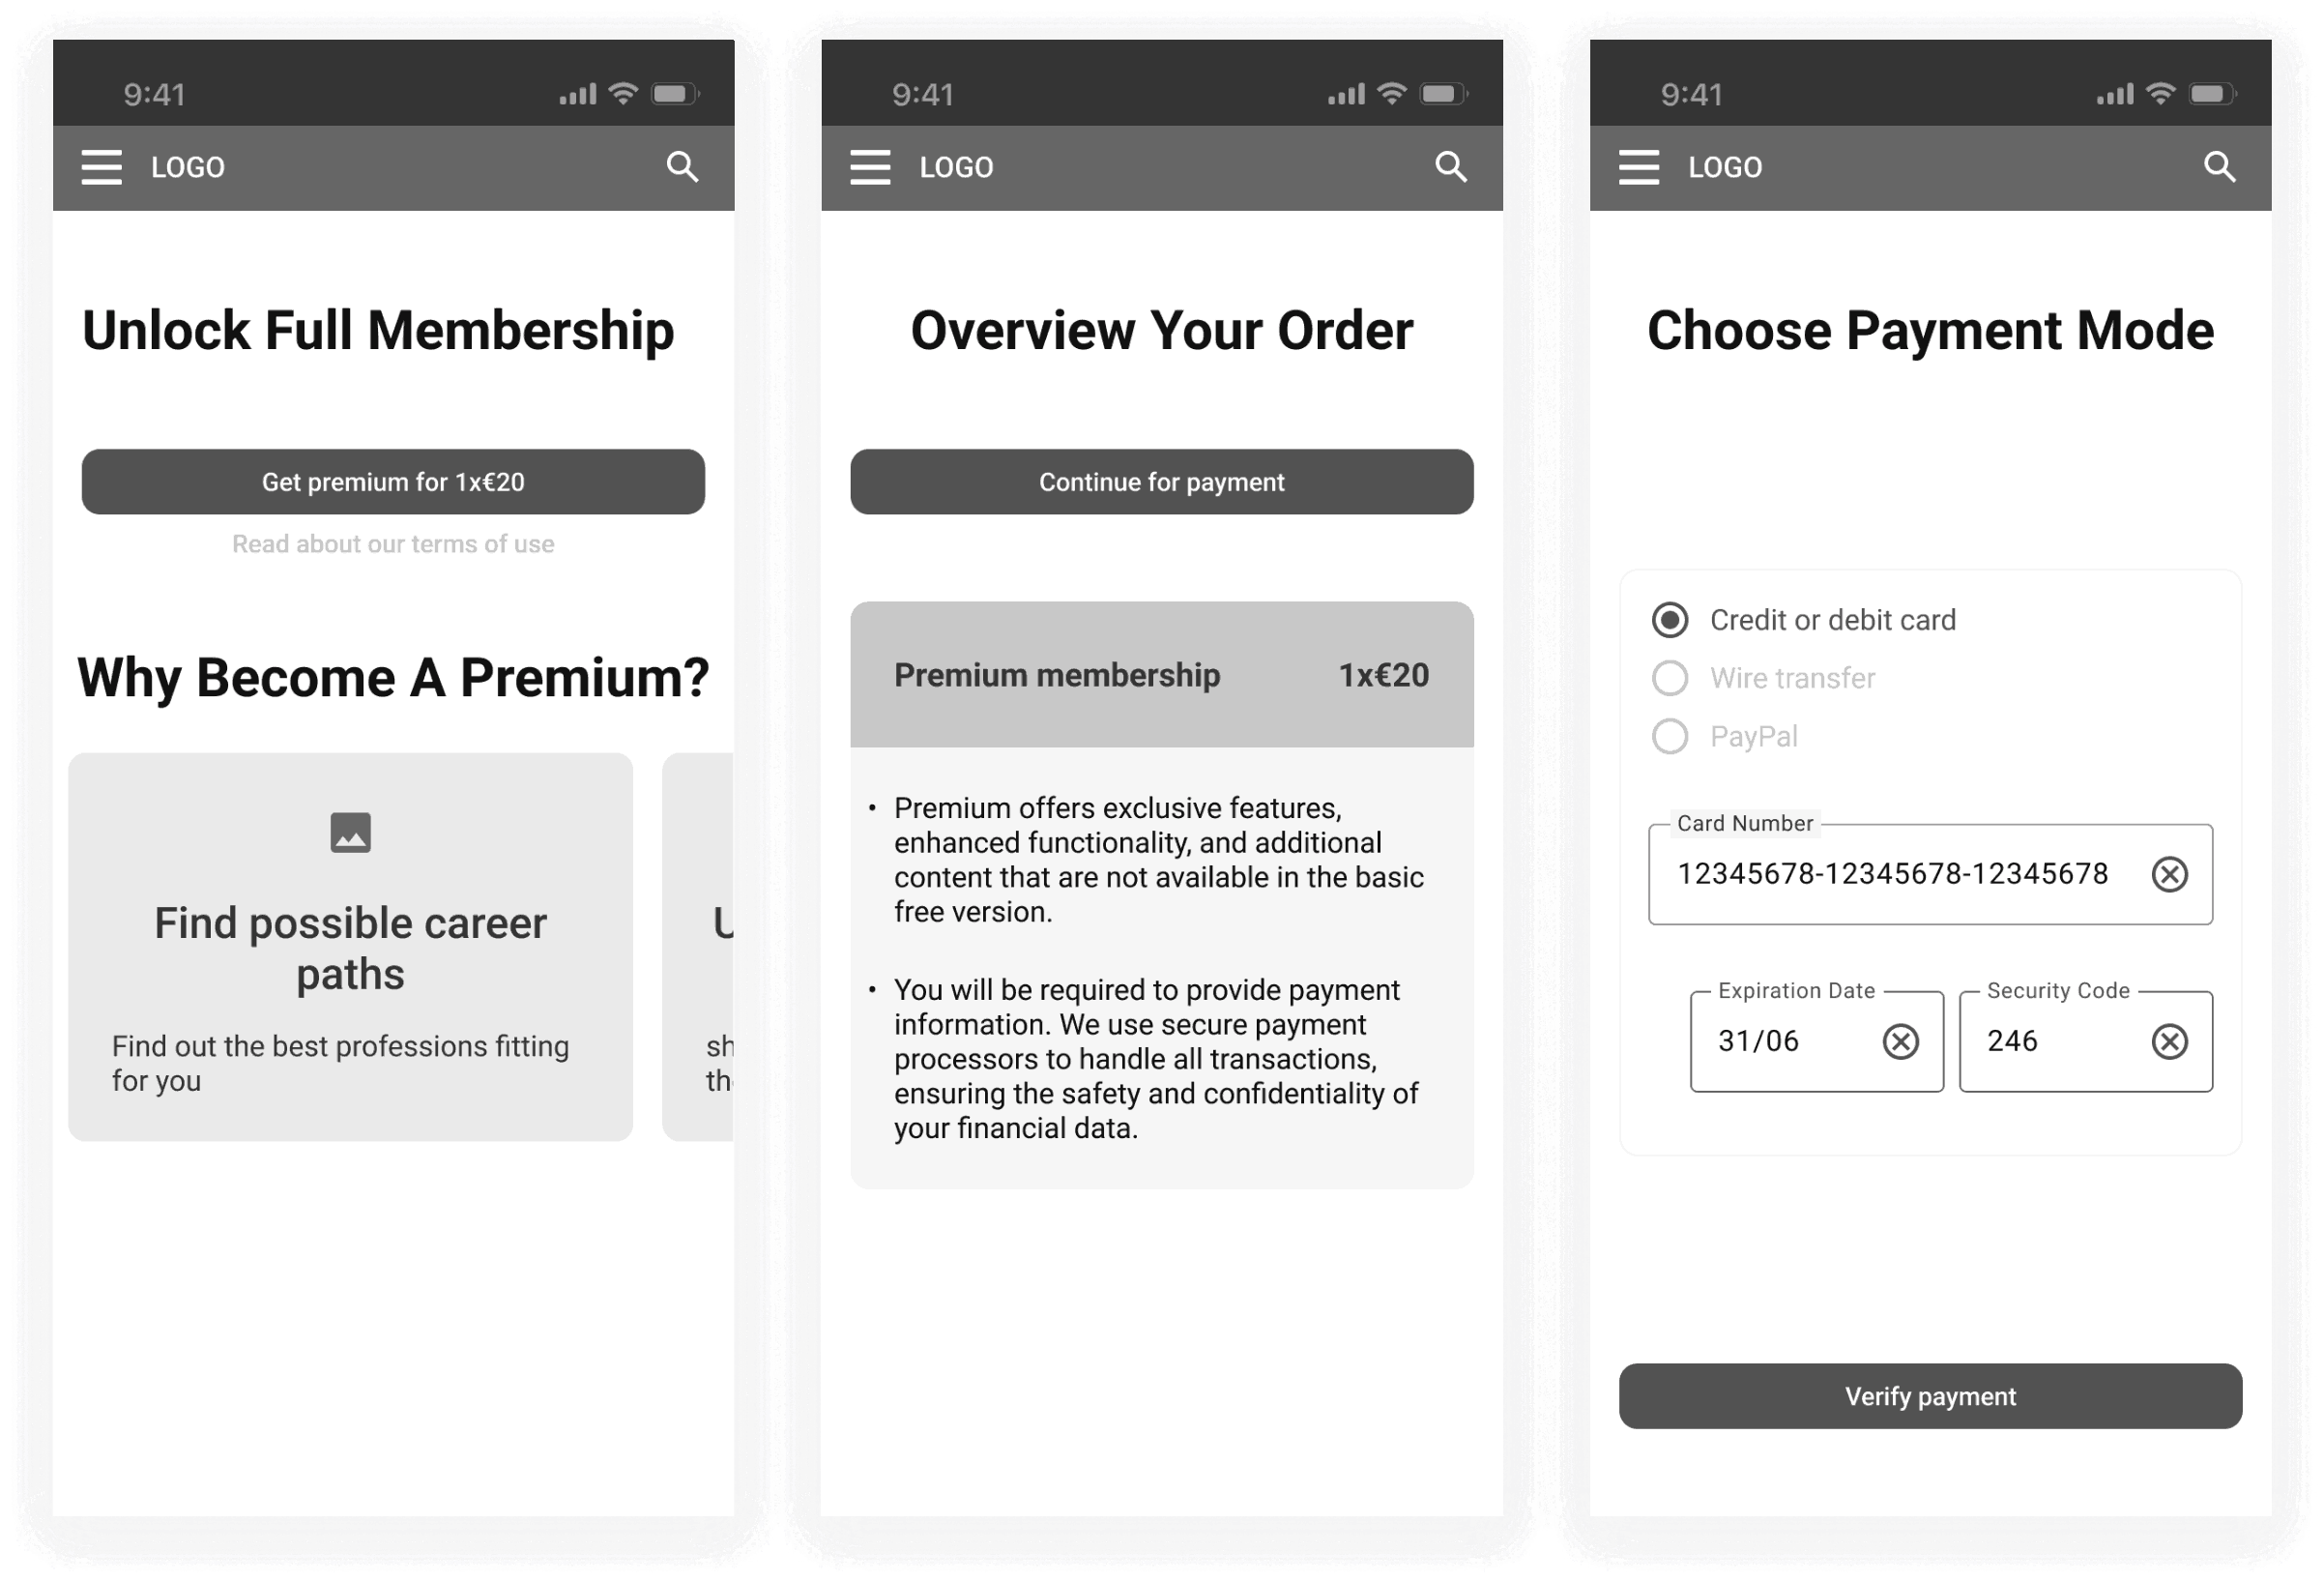 9:41
LOGO
Unlock Full Membership
Get premium for 1x€20
Read about our terms of use
Why Become A Premium?
Find possible career
paths
Find out the best professions fitting
for you
U
sh
th
9:41
LOGO
Overview Your Order
Continue for payment
Premium membership 1x€20
• Premium offers exclusive features,
enhanced functionality, and additional
content that are not available in the basic
free version.
• You will be required to provide payment
information. We use secure payment
processors to handle all transactions,
ensuring the safety and confidentiality of
your financial data.
9:41
LOGO
Choose Payment Mode
Credit or debit card
Wire transfer
PayPal
Card Number
12345678-12345678-12345678
Expiration Date Security Code
31/06 246
Verify payment